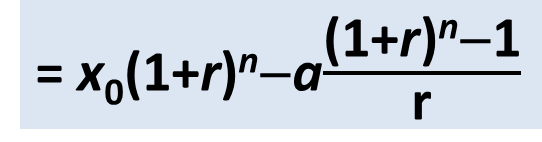 = x₀(1+r)ⁿ–a (1+r)ⁿ–1
r